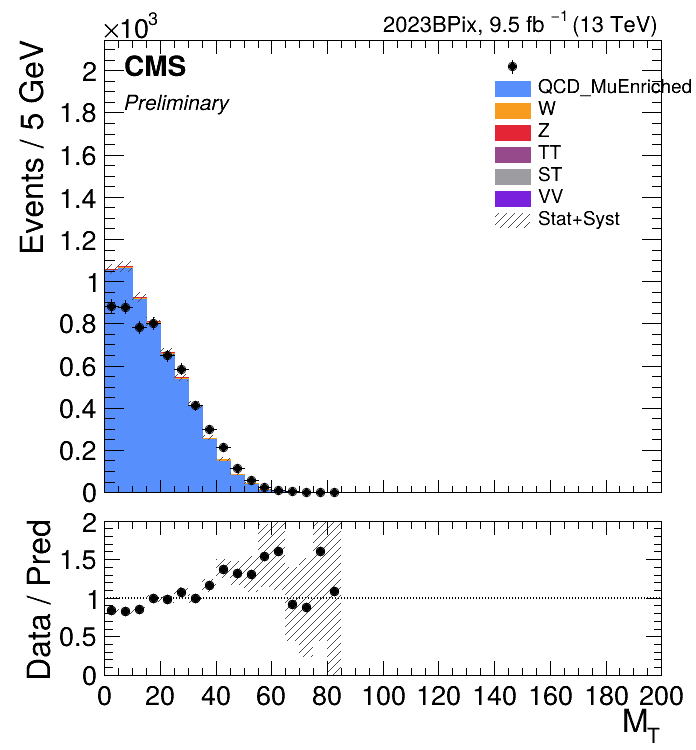 ×10³
2023BPix, 9.5 fb ⁻¹ (13 TeV)
CMS
Preliminary
QCD_MuEnriched
W
Z
TT
ST
VV
Stat+Syst
Events / 5 GeV
2
1.8
1.6
1.4
1.2
1
0.8
0.6
0.4
0.2
0
Data / Pred
2
1.5
1
0.5
0
0 20 40 60 80 100 120 140 160 180 200
M_T